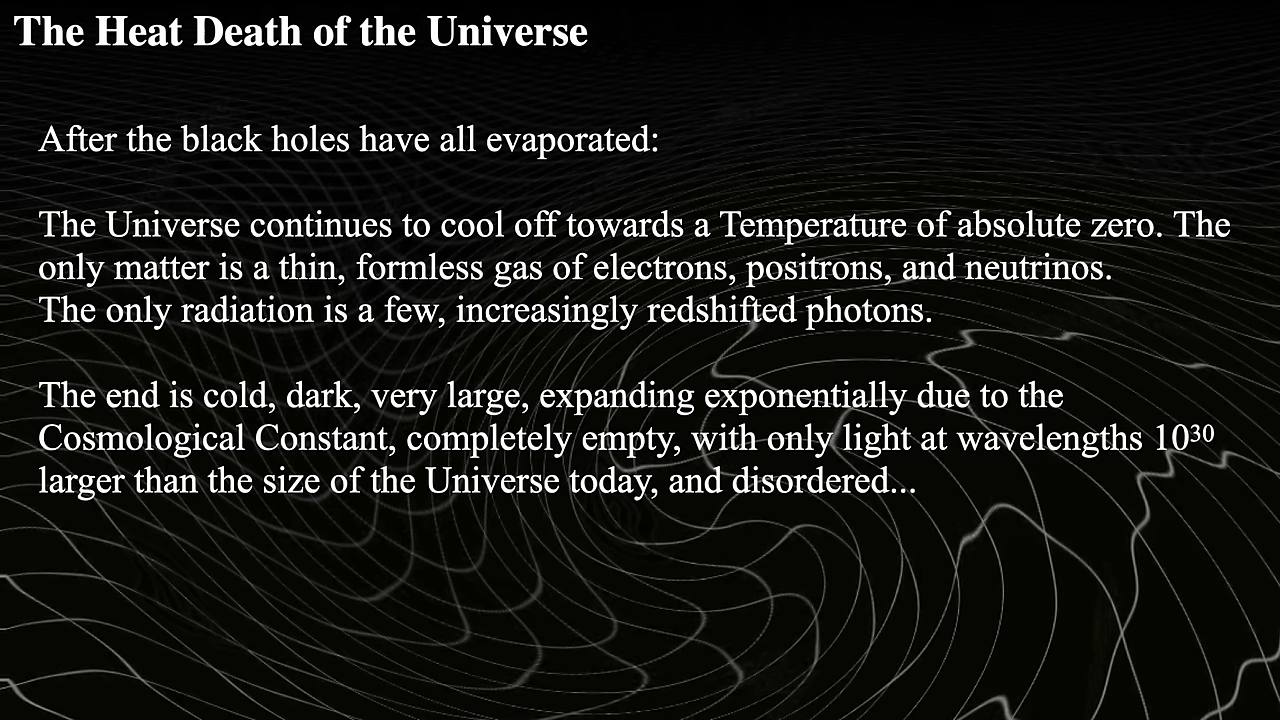 The Heat Death of the Universe
After the black holes have all evaporated:
The Universe continues to cool off towards a Temperature of absolute zero. The
only matter is a thin, formless gas of electrons, positrons, and neutrinos.
The only radiation is a few, increasingly redshifted photons.
The end is cold, dark, very large, expanding exponentially due to the
Cosmological Constant, completely empty, with only light at wavelengths 10³⁰
larger than the size of the Universe today, and disordered...